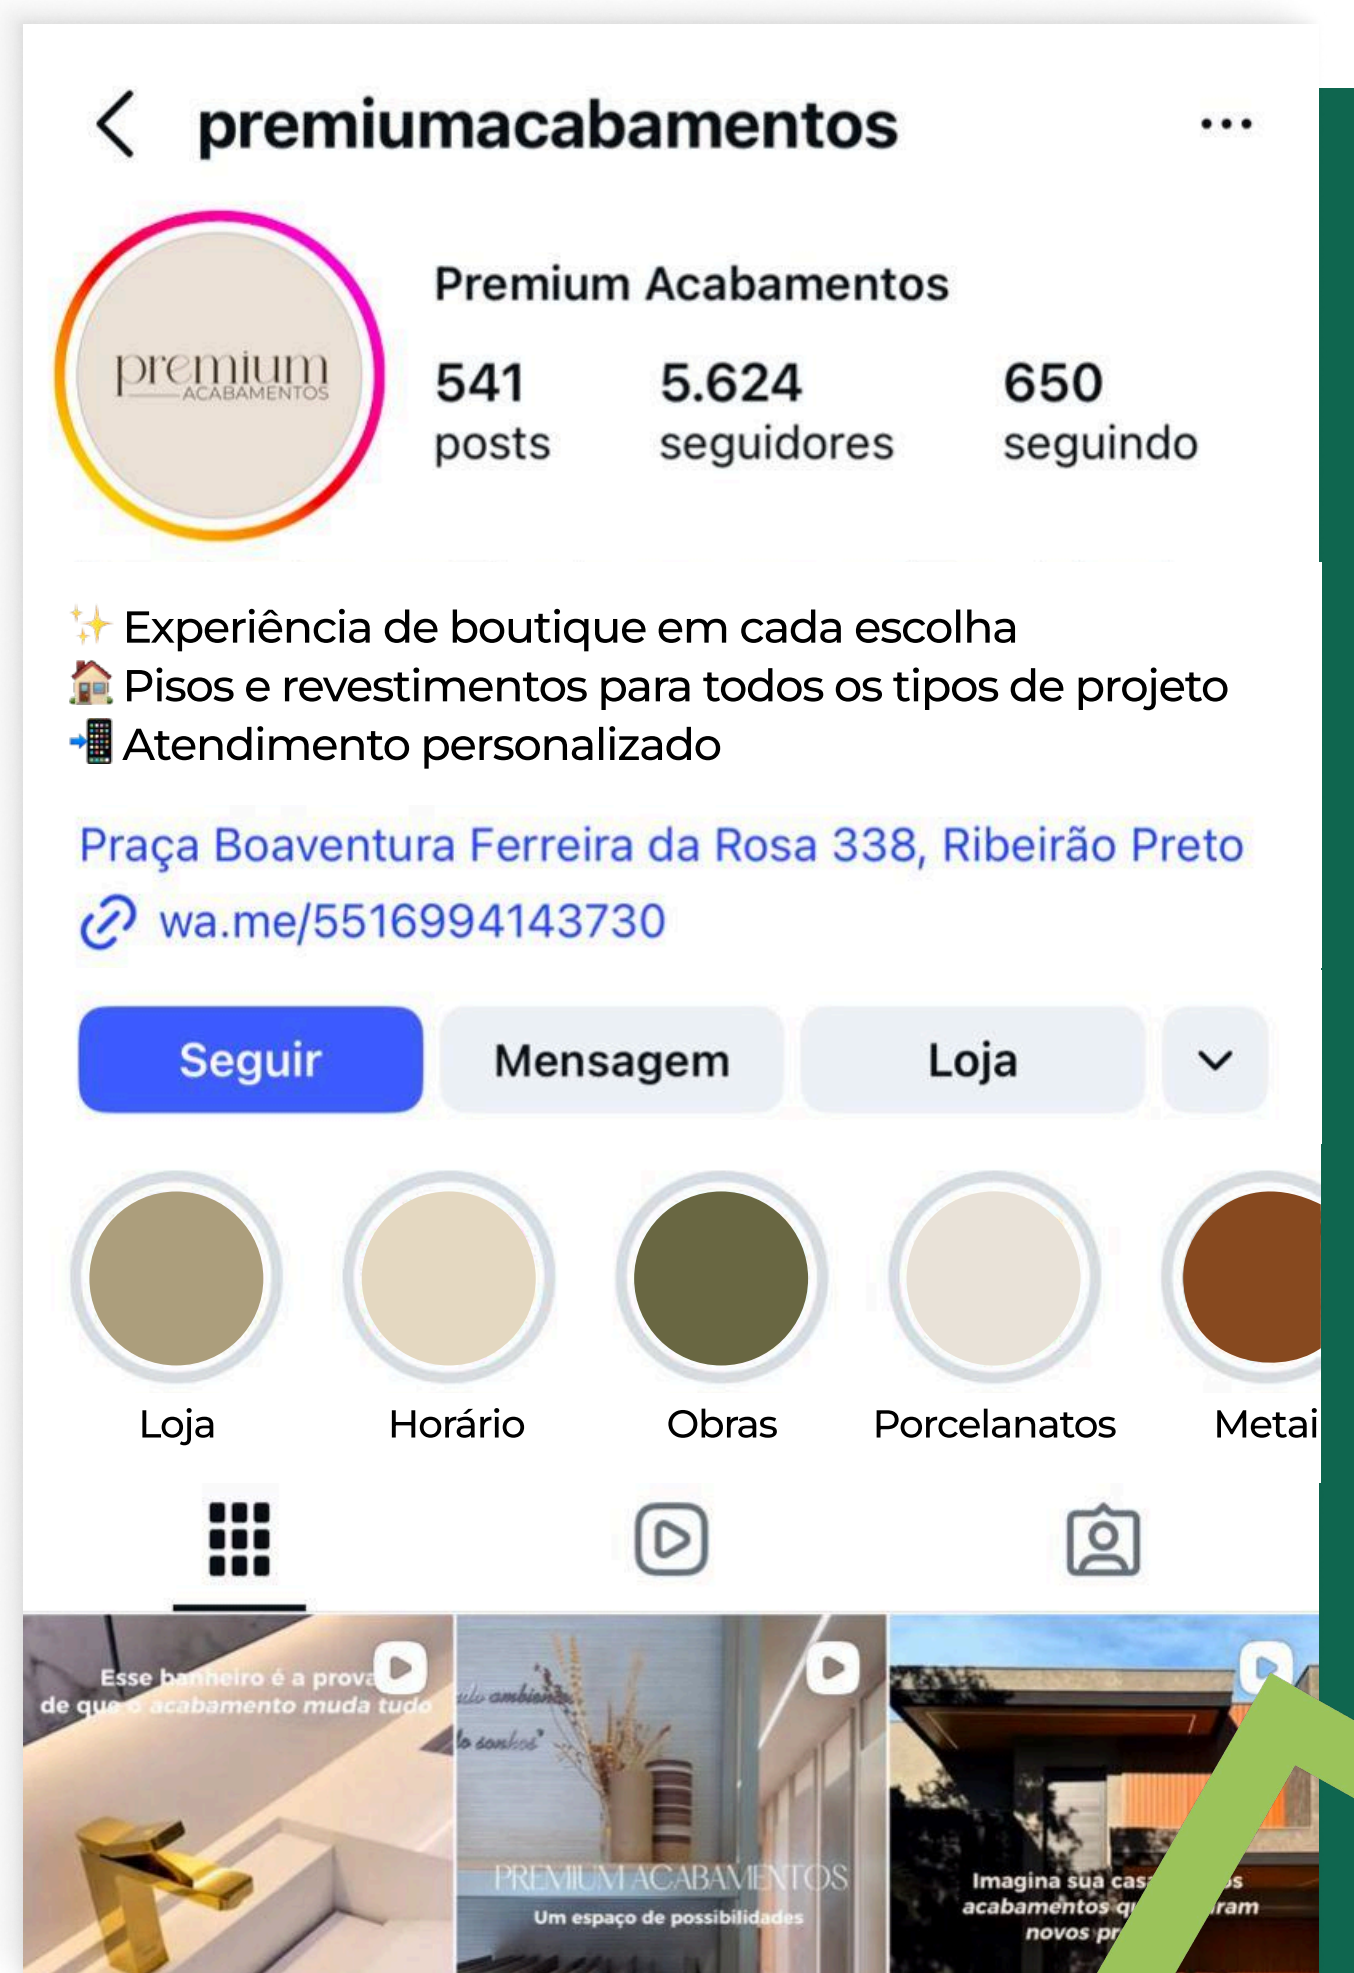 premiumacabamentos
Premium Acabamentos
premium
ACABAMENTOS
541
5.624
650
posts
seguidores
seguindo
✨ Experiência de boutique em cada escolha
🏠 Pisos e revestimentos para todos os tipos de projeto
📲 Atendimento personalizado
Praça Boaventura Ferreira da Rosa 338, Ribeirão Preto
wa.me/5516994143730
Seguir
Mensagem
Loja
Loja
Horário
Obras
Porcelanatos
Metai
Esse banheiro é a prova
de que o acabamento muda tudo
ambiente
sonhos"
PREMIUM ACABAMENTOS
Um espaço de possibilidades
Imagina sua
acabamentos
novos